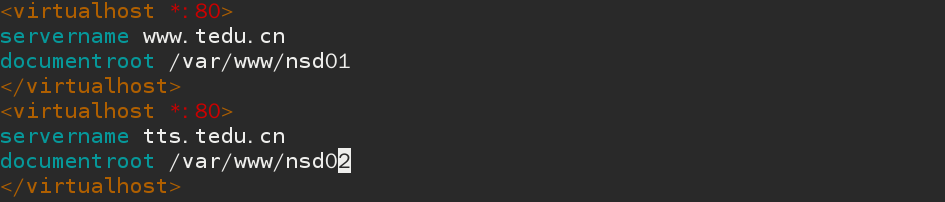 <virtualhost *:80>
servername www.tedu.cn
documentroot /var/www/nsd01
</virtualhost>
<virtualhost *:80>
servername tts.tedu.cn
documentroot /var/www/nsd02
</virtualhost>